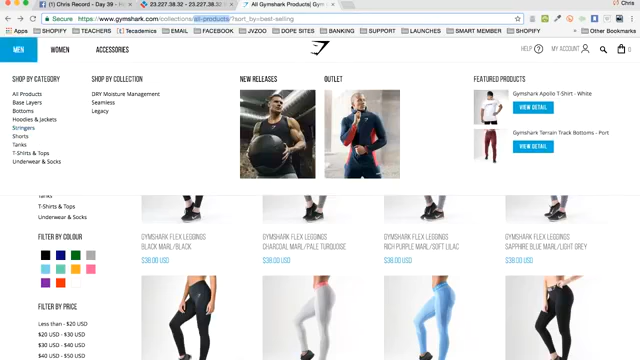 Chris Record - Day 39 -
23.227.38.32 - 23.227.38.32
All Gymshark Products| Gym
Chris
Secure https://www.gymshark.com/collections/all-products/?sort_by=best-selling
Apps SHOPIFY TEACHERS Tecademics EMAIL FACEBOOK JVZOO DOPE SITES BANKING SUPPORT LAUNCHES SMART MEMBER SHOPIFY Other Bookmarks
MEN WOMEN ACCESSORIES HELP MY ACCOUNT 0
SHOP BY CATEGORY
All Products
Base Layers
Bottoms
Hoodies & Jackets
Stringers
Shorts
Tanks
T-Shirts & Tops
Underwear & Socks
SHOP BY COLLECTION
DRY Moisture Management
Seamless
Legacy
NEW RELEASES
OUTLET
FEATURED PRODUCTS
Gymshark Apollo T-Shirt - White
VIEW DETAIL
Gymshark Terrain Track Bottoms - Port
VIEW DETAIL
Tanks
T-Shirts & Tops
Underwear & Socks
FILTER BY COLOUR
FILTER BY PRICE
Less than - $20 USD
$20 USD - $30 USD
$30 USD - $40 USD
$40 USD - $50 USD
GYMSHARK FLEX LEGGINGS
BLACK MARL/BLACK
$38.00 USD
GYMSHARK FLEX LEGGINGS
CHARCOAL MARL/PALE TURQUOISE
$38.00 USD
GYMSHARK FLEX LEGGINGS
RICH PURPLE MARL/SOFT LILAC
$38.00 USD
GYMSHARK FLEX LEGGINGS
SAPPHIRE BLUE MARL/LIGHT GREY
$38.00 USD